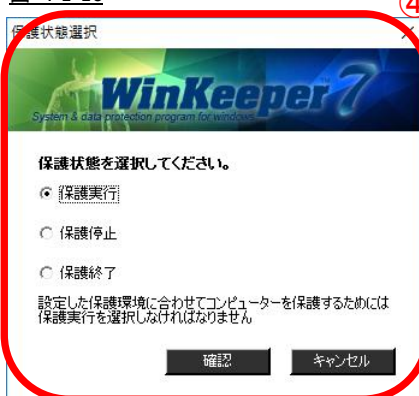 ④
保護状態選択
WinKeeper 7
System & data protection program for windows
保護状態を選択してください。
保護実行
保護停止
保護終了
設定した保護環境に合わせてコンピューターを保護するためには
保護実行を選択しなければなりません
確認
キャンセル